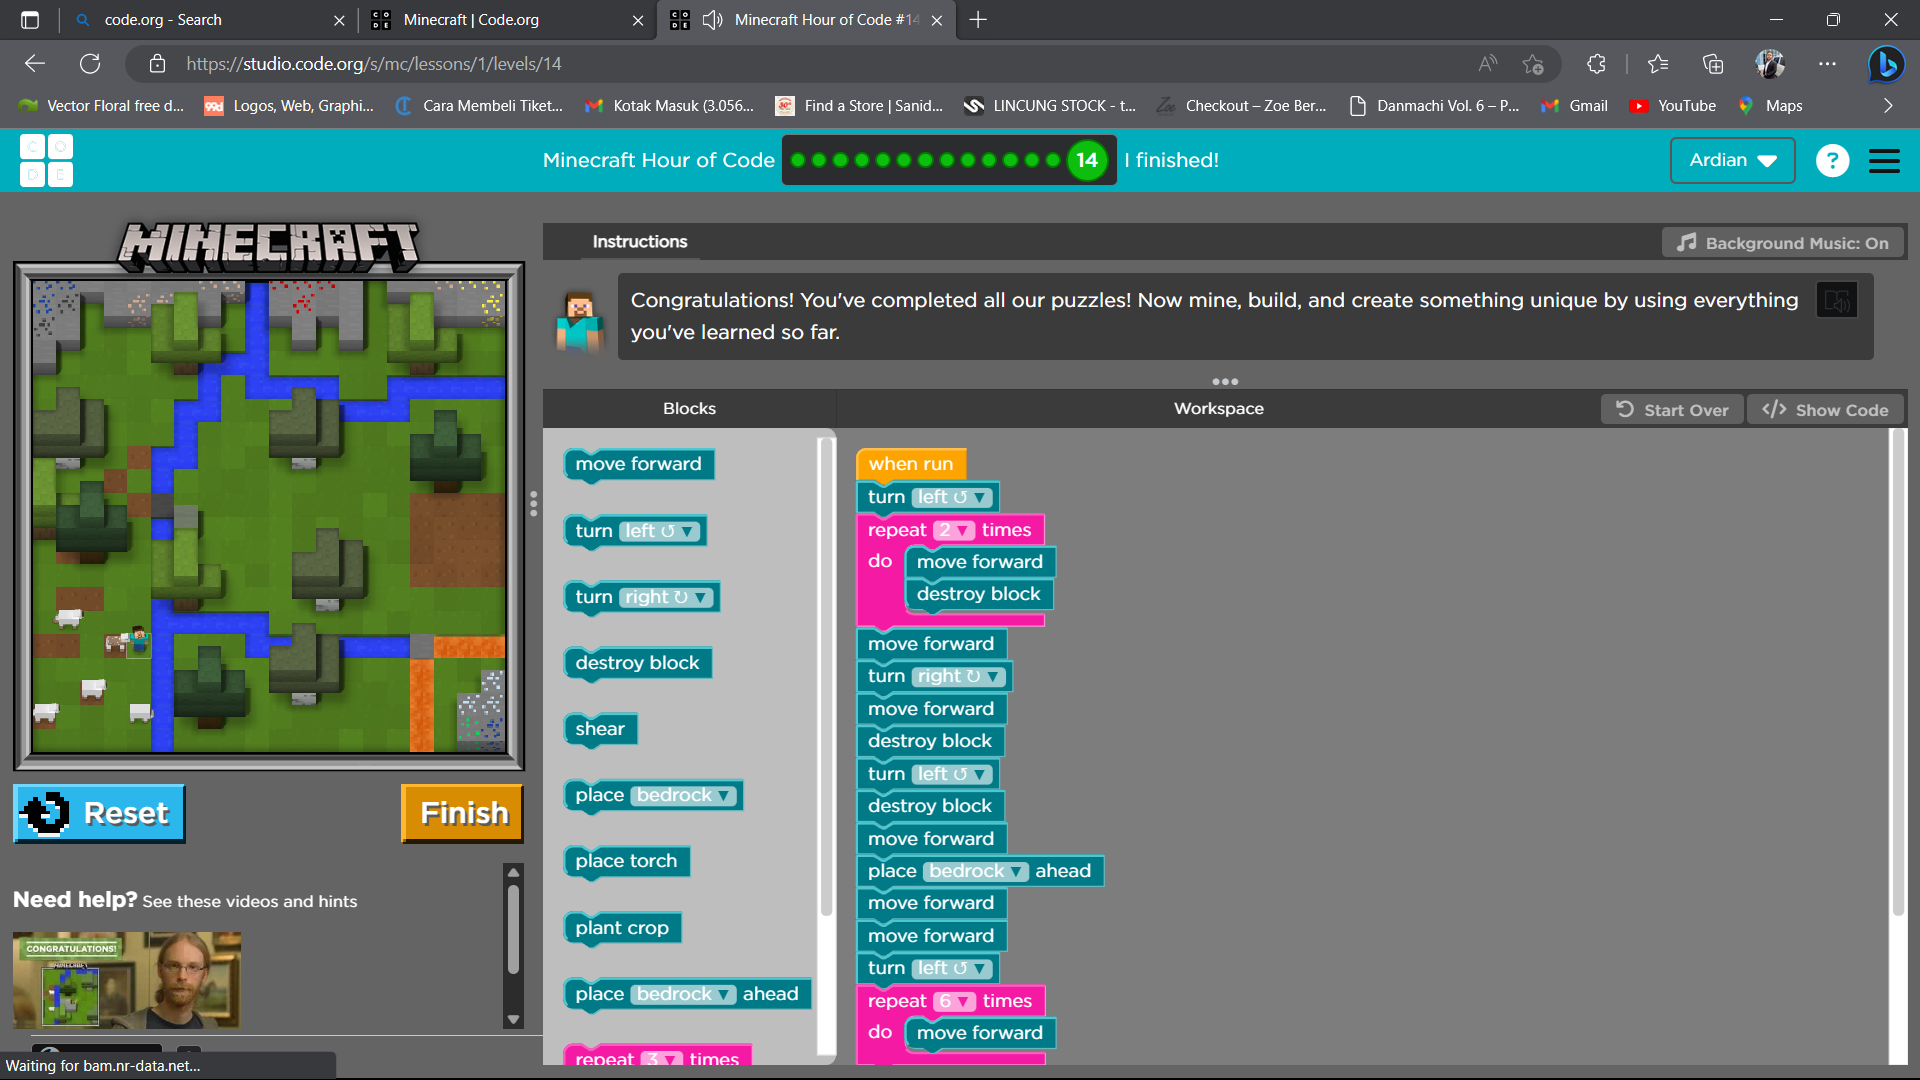 code.org - Search
Minecraft | Code.org
Minecraft Hour of Code #14
https://studio.code.org/s/mc/lessons/1/levels/14
Vector Floral free d...
Logos, Web, Graphi...
Cara Membeli Tiket...
Kotak Masuk (3.056...
Find a Store | Sanid...
LINCUNG STOCK - t...
Checkout – Zoe Ber...
Danmachi Vol. 6 – P...
Gmail
YouTube
Maps
CODE
Minecraft Hour of Code
14
I finished!
Ardian
?
MINECRAFT
Instructions
Background Music: On
Congratulations! You've completed all our puzzles! Now mine, build, and create something unique by using everything
you've learned so far.
Blocks
Workspace
Start Over
Show Code
move forward
turn left
turn right
destroy block
shear
place bedrock
place torch
plant crop
place bedrock ahead
repeat 3 times
when run
turn left
repeat 2 times
do move forward
destroy block
move forward
turn right
move forward
destroy block
turn left
destroy block
move forward
place bedrock ahead
move forward
move forward
turn left
repeat 6 times
do move forward
Reset
Finish
Need help? See these videos and hints
CONGRATULATIONS!
Waiting for bam.nr-data.net...